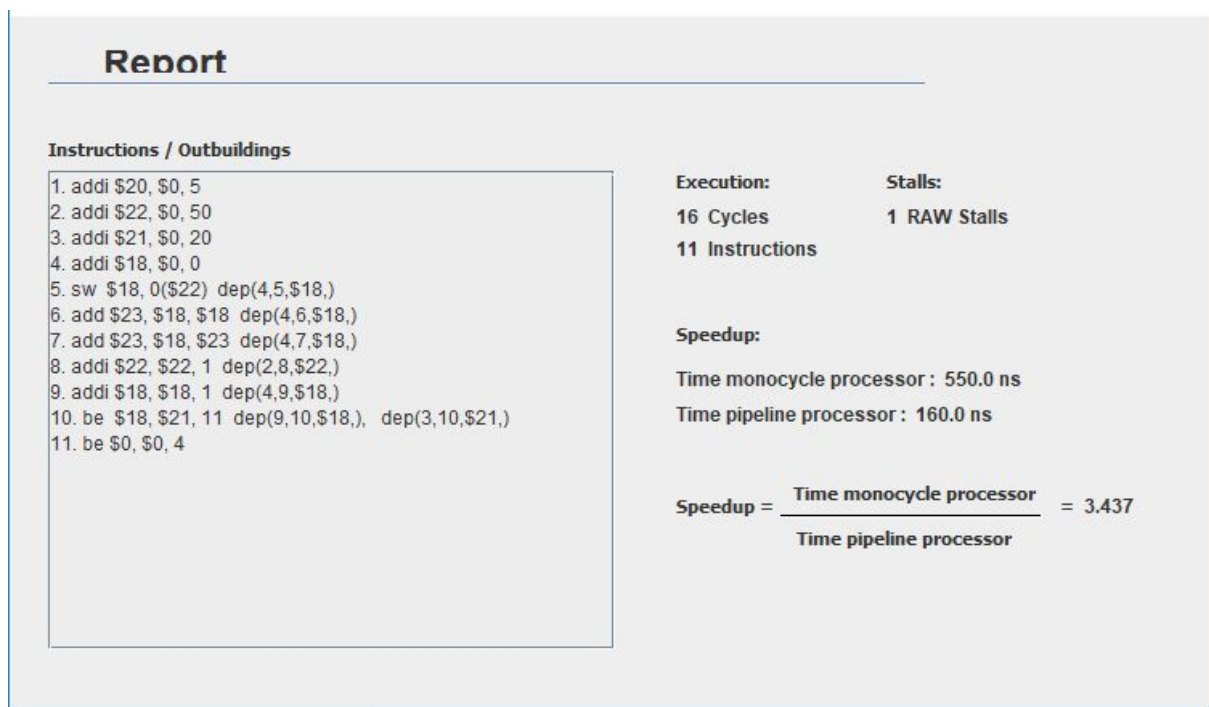 Report
Instructions / Outbuildings
1. addi $20, $0, 5
2. addi $22, $0, 50
3. addi $21, $0, 20
4. addi $18, $0, 0
5. sw $18, 0($22) dep(4,5,$18,)
6. add $23, $18, $18 dep(4,6,$18,)
7. add $23, $18, $23 dep(4,7,$18,)
8. addi $22, $22, 1 dep(2,8,$22,)
9. addi $18, $18, 1 dep(4,9,$18,)
10. be $18, $21, 11 dep(9,10,$18,), dep(3,10,$21,)
11. be $0, $0, 4
Execution: Stalls:
16 Cycles 1 RAW Stalls
11 Instructions
Speedup:
Time monocycle processor : 550.0 ns
Time pipeline processor : 160.0 ns
Speedup = Time monocycle processor = 3.437
Time pipeline processor